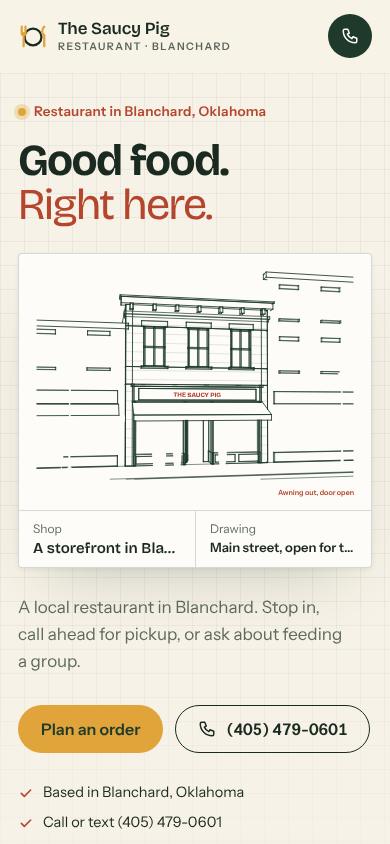 The Saucy Pig
RESTAURANT · BLANCHARD
Restaurant in Blanchard, Oklahoma
Good food.
Right here.
THE SAUCY PIG
Awning out, door open
Shop
A storefront in Bla...
Drawing
Main street, open for t...
A local restaurant in Blanchard. Stop in,
call ahead for pickup, or ask about feeding
a group.
Plan an order
(405) 479-0601
Based in Blanchard, Oklahoma
Call or text (405) 479-0601